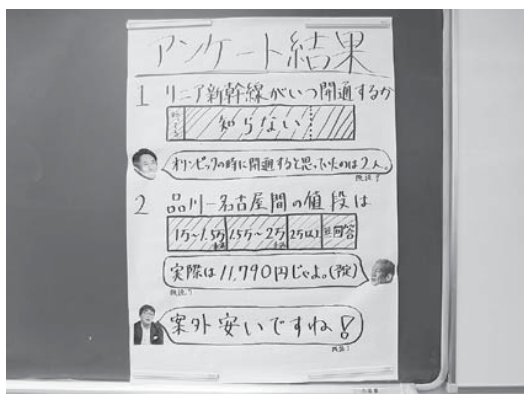 アンケート結果
1 リニア新幹線がいつ開通するか
知らない
オリンピックの時に開通すると思っていたのは2人。
2 品川ー名古屋間の値段は
1万〜1.5万 1.5万〜2万 2.5以上 無回答
実際は11,790円じゃよ。(予定)
案外安いですね!